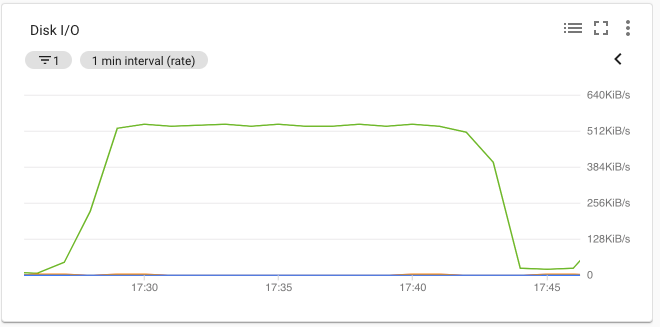 Disk I/O
1
1 min interval (rate)
640KiB/s
512KiB/s
384KiB/s
256KiB/s
128KiB/s
0
17:30 17:35 17:40 17:45